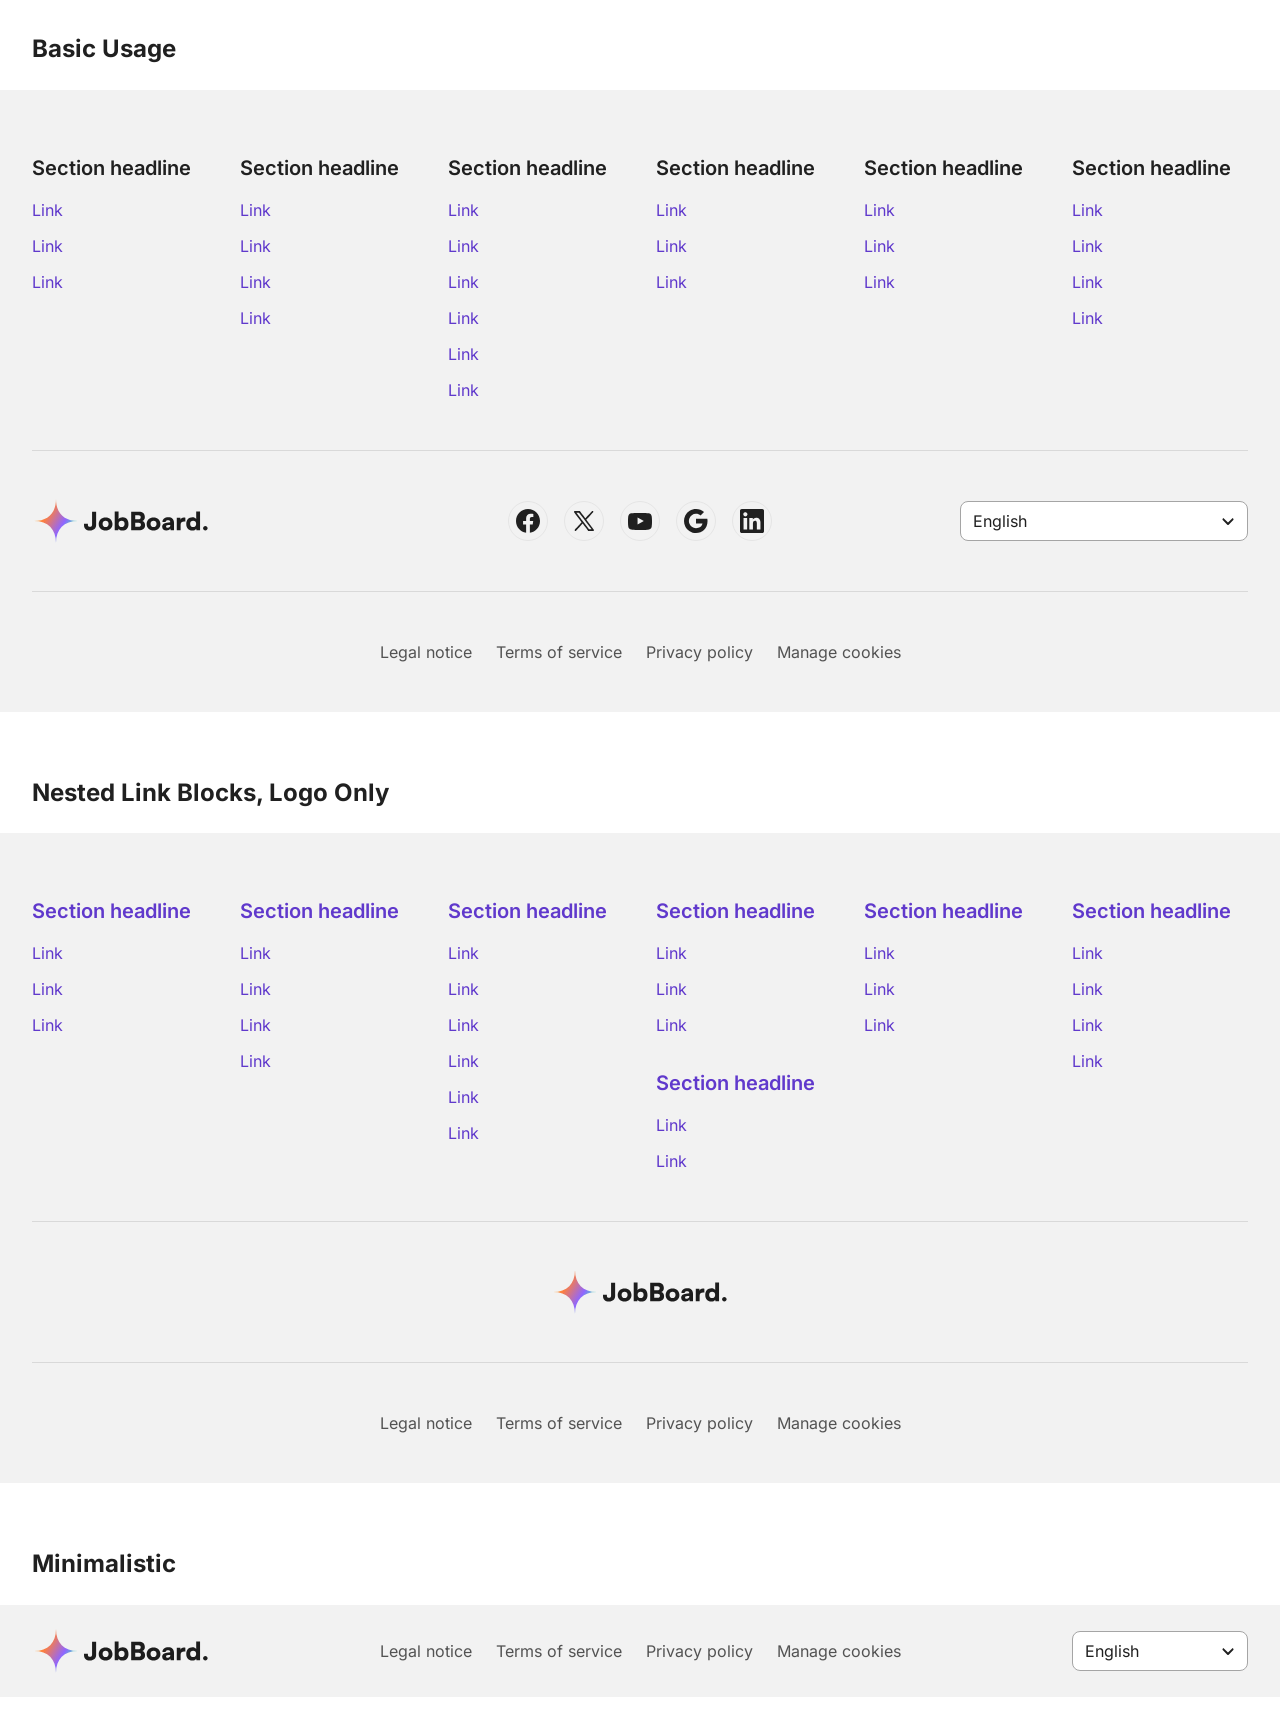 Basic Usage
Section headline
Link
Link
Link
Section headline
Link
Link
Link
Link
Section headline
Link
Link
Link
Link
Link
Link
Section headline
Link
Link
Link
Section headline
Link
Link
Link
Section headline
Link
Link
Link
Link
JobBoard.
English
Legal notice
Terms of service
Privacy policy
Manage cookies
Nested Link Blocks, Logo Only
Section headline
Link
Link
Link
Section headline
Link
Link
Link
Link
Section headline
Link
Link
Link
Link
Link
Link
Section headline
Link
Link
Link
Section headline
Link
Link
Section headline
Link
Link
Link
Section headline
Link
Link
Link
Link
JobBoard.
Legal notice
Terms of service
Privacy policy
Manage cookies
Minimalistic
JobBoard.
Legal notice
Terms of service
Privacy policy
Manage cookies
English